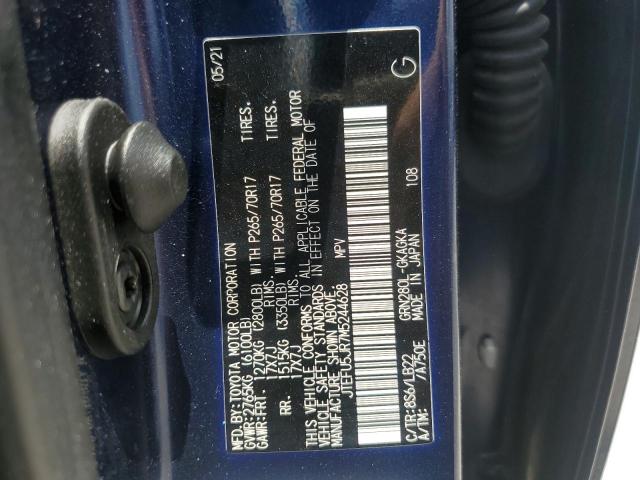 MFD.BY: TOYOTA MOTOR CORPORATION 05/21
GVWR:2765KG(6100LB)
GAWR:FRT. 1270KG (2800LB) WITH P265/70R17 TIRES.
17X7J RIMS.
RR. 1515KG (3350LB) WITH P265/70R17 TIRES.
17X7J RIMS.
THIS VEHICLE CONFORMS TO ALL APPLICABLE FEDERAL MOTOR
VEHICLE SAFETY STANDARDS IN EFFECT ON THE DATE OF
MANUFACTURE SHOWN ABOVE.
JTEFU5JR7M5244628 MPV
C/TR:8S6/LB22 GRN280L-GKAGKA 108
A/TM: /A750E MADE IN JAPAN
G